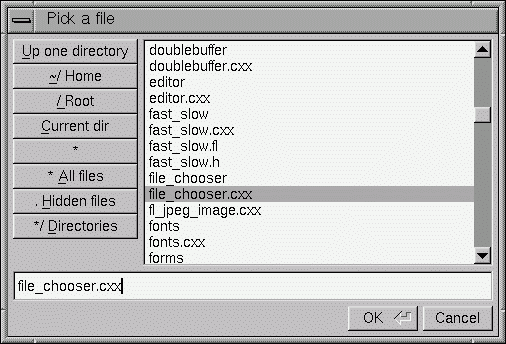 Pick a file
Up one directory
~/ Home
/ Root
Current dir
*
* All files
. Hidden files
*/ Directories
doublebuffer
doublebuffer.cxx
editor
editor.cxx
fast_slow
fast_slow.cxx
fast_slow.fl
fast_slow.h
file_chooser
file_chooser.cxx
fl_jpeg_image.cxx
fonts
fonts.cxx
forms
file_chooser.cxx
OK
Cancel